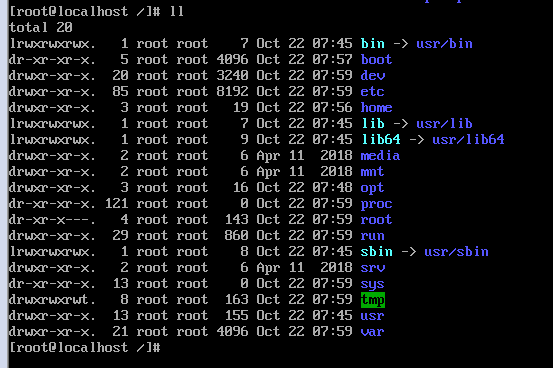 [root@localhost /]# ll
total 20
lrwxrwxrwx.   1 root root    7 Oct 22 07:45 bin -> usr/bin
dr-xr-xr-x.   5 root root 4096 Oct 22 07:57 boot
drwxr-xr-x.  20 root root 3240 Oct 22 07:59 dev
drwxr-xr-x.  85 root root 8192 Oct 22 07:59 etc
drwxr-xr-x.   3 root root   19 Oct 22 07:56 home
lrwxrwxrwx.   1 root root    7 Oct 22 07:45 lib -> usr/lib
lrwxrwxrwx.   1 root root    9 Oct 22 07:45 lib64 -> usr/lib64
drwxr-xr-x.   2 root root    6 Apr 11  2018 media
drwxr-xr-x.   2 root root    6 Apr 11  2018 mnt
drwxr-xr-x.   3 root root   16 Oct 22 07:48 opt
dr-xr-xr-x. 121 root root    0 Oct 22 07:59 proc
dr-xr-x---.   4 root root  143 Oct 22 07:59 root
drwxr-xr-x.  29 root root  860 Oct 22 07:59 run
lrwxrwxrwx.   1 root root    8 Oct 22 07:45 sbin -> usr/sbin
drwxr-xr-x.   2 root root    6 Apr 11  2018 srv
dr-xr-xr-x.  13 root root    0 Oct 22 07:59 sys
drwxrwxrwt.   8 root root  163 Oct 22 07:59 tmp
drwxr-xr-x.  13 root root  155 Oct 22 07:45 usr
drwxr-xr-x.  21 root root 4096 Oct 22 07:59 var
[root@localhost /]#